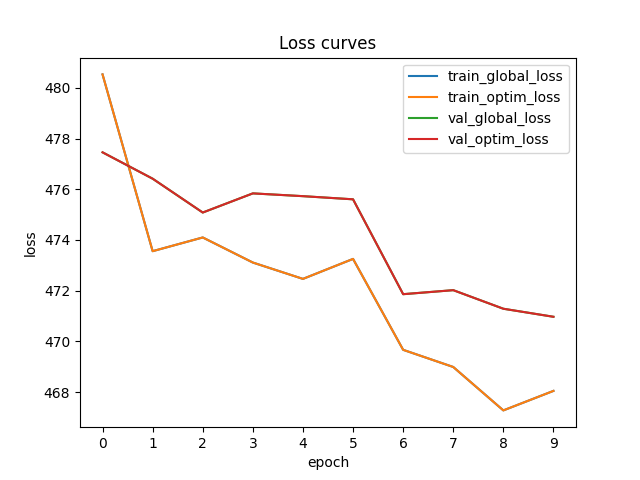 Loss curves
train_global_loss
train_optim_loss
val_global_loss
val_optim_loss
480
478
476
474
472
470
468
loss
0 1 2 3 4 5 6 7 8 9
epoch